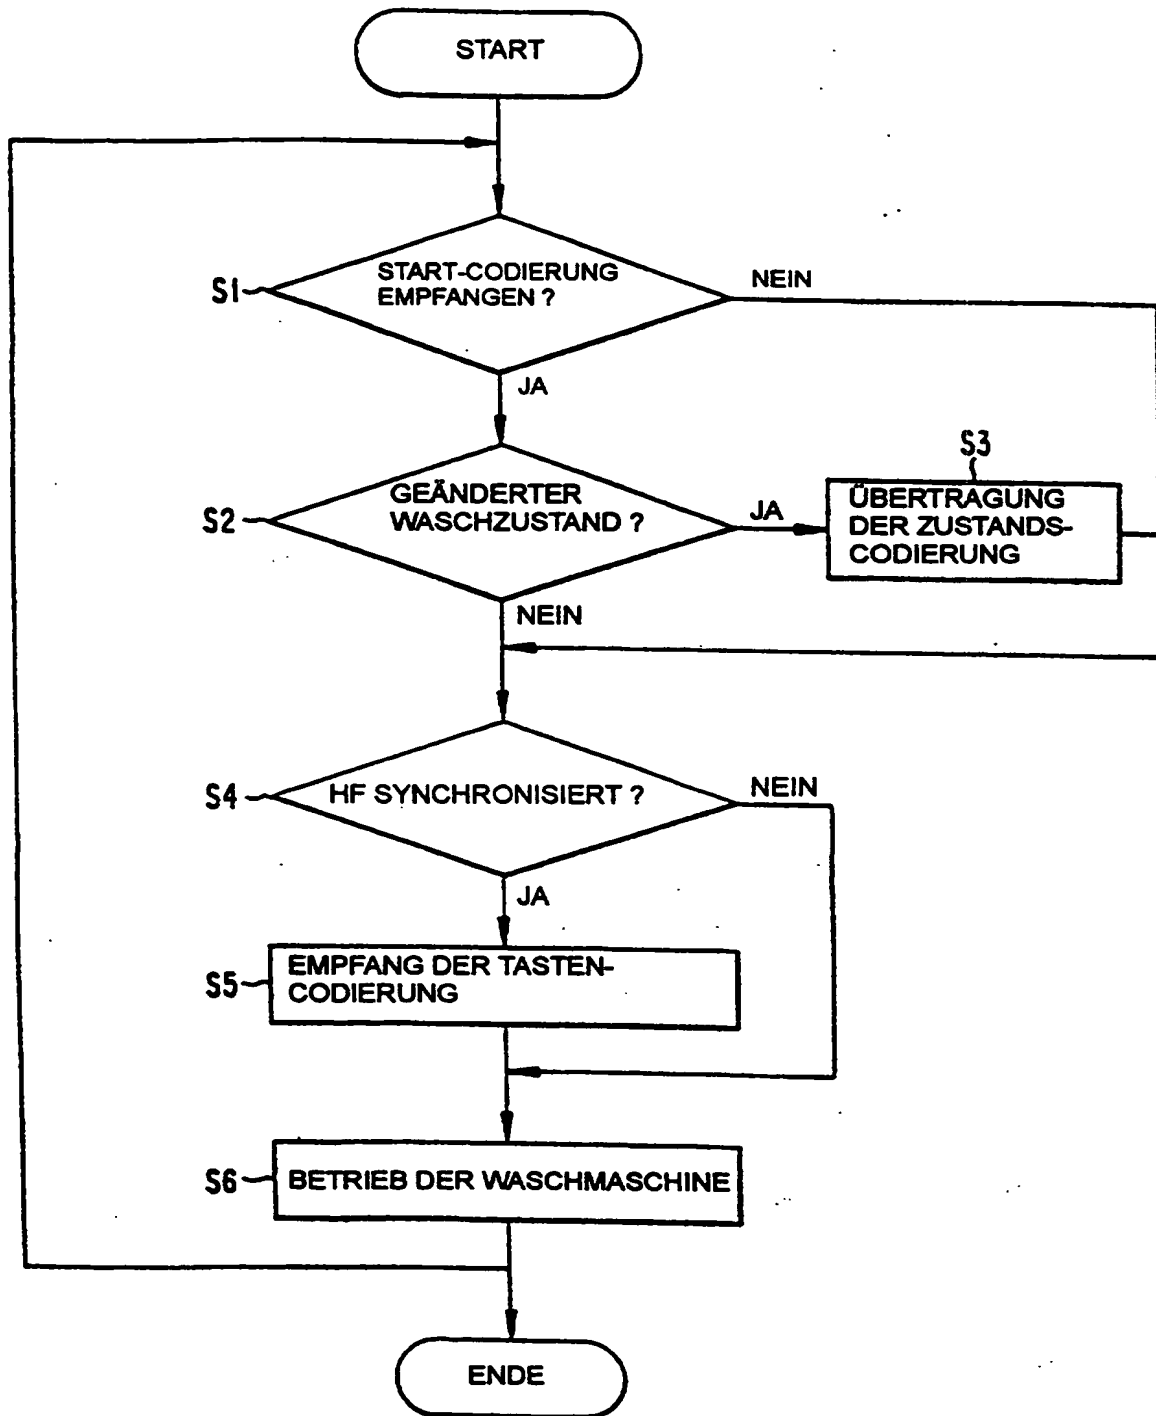 START
START-CODIERUNG
EMPFANGEN ?
S1
NEIN
JA
S3
GEÄNDERTER
WASCHZUSTAND ?
S2
JA
ÜBERTRAGUNG
DER ZUSTANDS-
CODIERUNG
NEIN
HF SYNCHRONISIERT ?
S4
NEIN
JA
EMPFANG DER TASTEN-
CODIERUNG
S5
S6
BETRIEB DER WASCHMASCHINE
ENDE